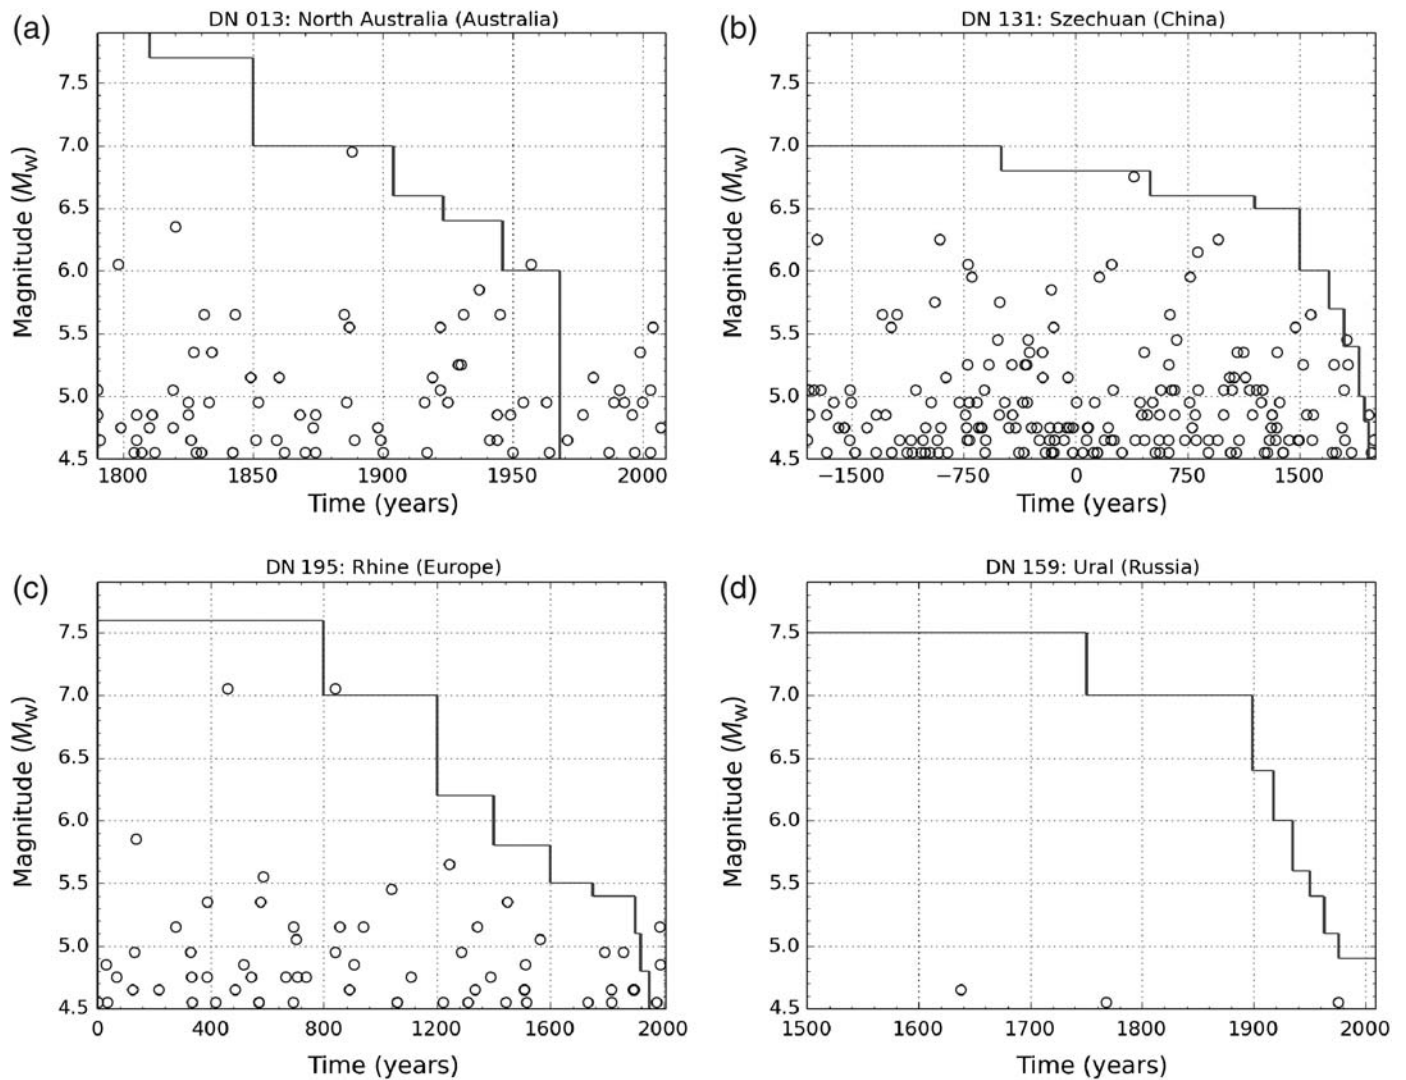 (a)
DN 013: North Australia (Australia)
7.5
7.0
6.5
6.0
5.5
5.0
4.5
Magnitude (Mw)
1800 1850 1900 1950 2000
Time (years)
(b)
DN 131: Szechuan (China)
7.5
7.0
6.5
6.0
5.5
5.0
4.5
Magnitude (Mw)
−1500 −750 0 750 1500
Time (years)
(c)
DN 195: Rhine (Europe)
7.5
7.0
6.5
6.0
5.5
5.0
4.5
Magnitude (Mw)
0 400 800 1200 1600 2000
Time (years)
(d)
DN 159: Ural (Russia)
7.5
7.0
6.5
6.0
5.5
5.0
4.5
Magnitude (Mw)
1500 1600 1700 1800 1900 2000
Time (years)